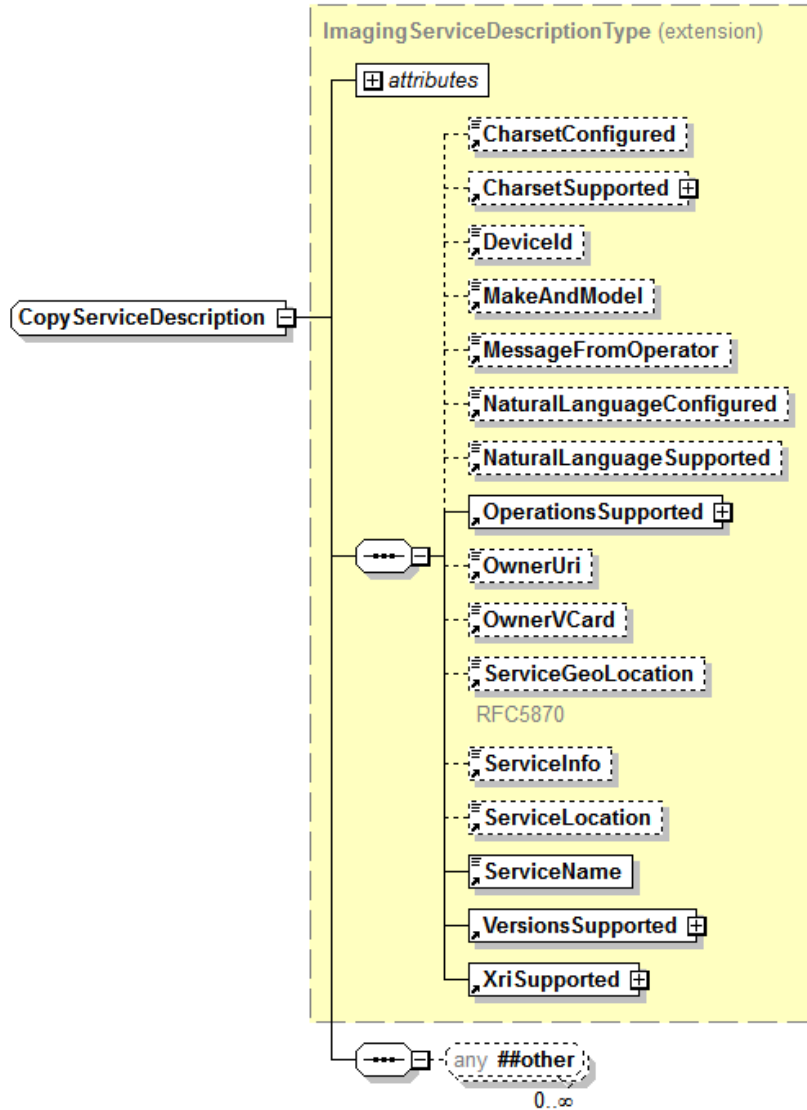 ImagingServiceDescriptionType (extension)
attributes
CharsetConfigured
CharsetSupported
DeviceId
MakeAndModel
CopyServiceDescription
MessageFromOperator
NaturalLanguageConfigured
NaturalLanguageSupported
OperationsSupported
OwnerUri
OwnerVCard
ServiceGeoLocation
RFC5870
ServiceInfo
ServiceLocation
ServiceName
VersionsSupported
XriSupported
any ##other
0..∞